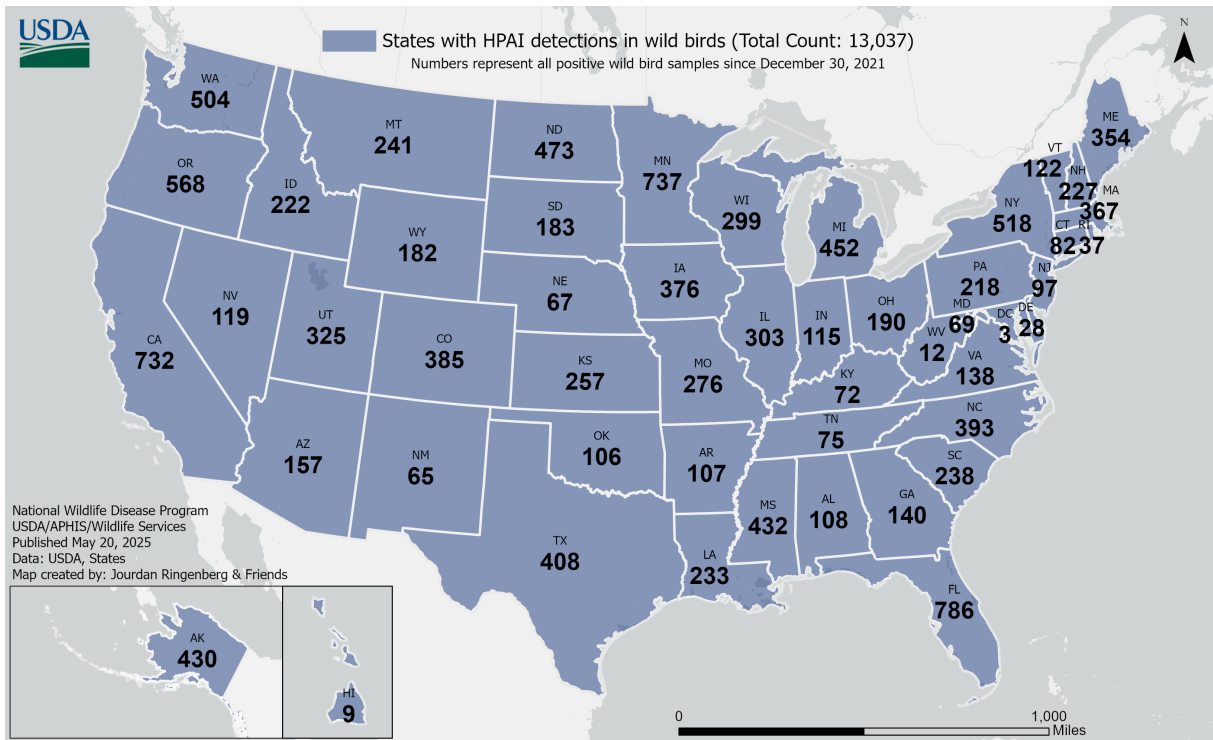 USDA
States with HPAI detections in wild birds (Total Count: 13,037)
Numbers represent all positive wild bird samples since December 30, 2021
N
WA
504
MT
241
ND
473
MN
737
ME
354
VT
122
NH
227
MA
367
OR
568
ID
222
WY
182
SD
183
WI
299
MI
452
NY
518
CT
82
RI
37
NV
119
UT
325
CO
385
NE
67
IA
376
IL
303
IN
115
OH
190
PA
218
NJ
97
MD
69
DC
3
DE
28
WV
12
VA
138
CA
732
KS
257
MO
276
KY
72
AZ
157
NM
65
OK
106
AR
107
TN
75
NC
393
SC
238
TX
408
LA
233
MS
432
AL
108
GA
140
FL
786
National Wildlife Disease Program
USDA/APHIS/Wildlife Services
Published May 20, 2025
Data: USDA, States
Map created by: Jourdan Ringenberg & Friends
AK
430
HI
9
0
1,000
Miles